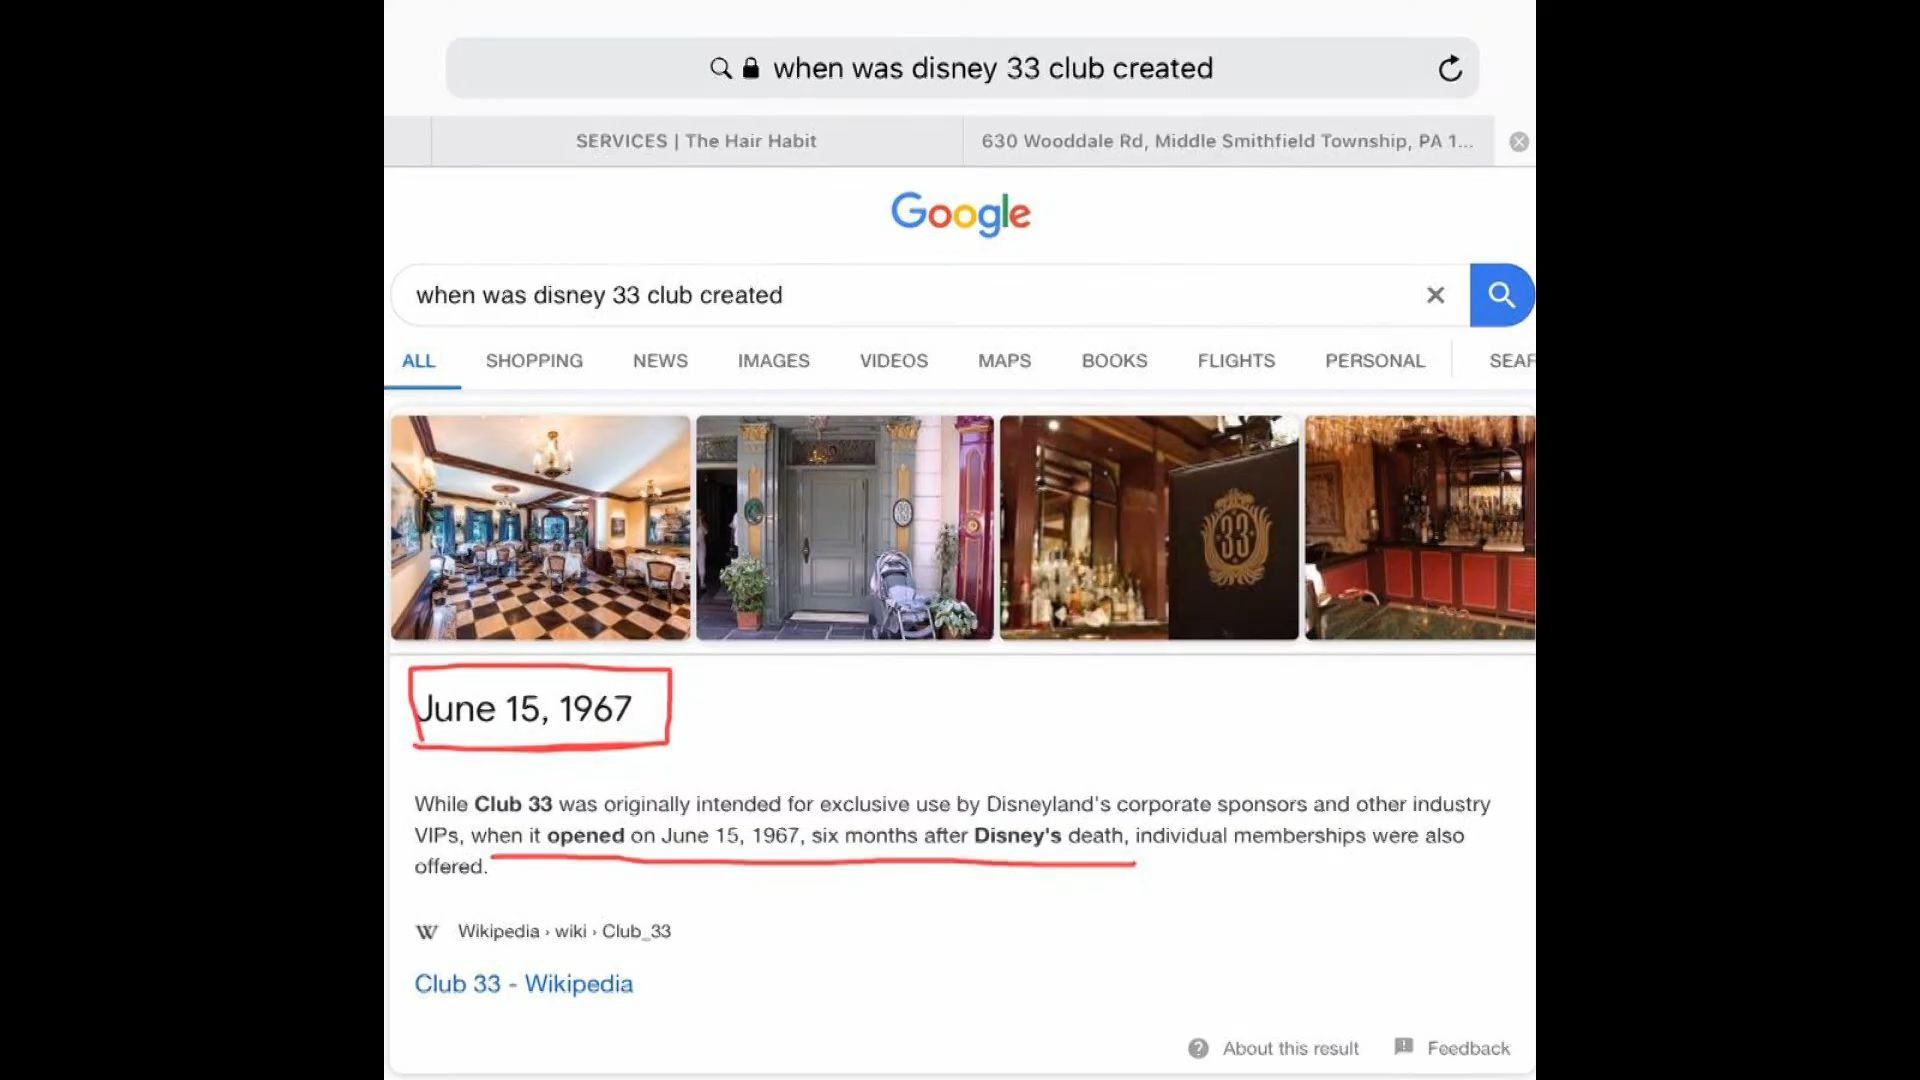 when was disney 33 club created
SERVICES | The Hair Habit
630 Wooddale Rd, Middle Smithfield Township, PA 1...
Google
when was disney 33 club created
ALL SHOPPING NEWS IMAGES VIDEOS MAPS BOOKS FLIGHTS PERSONAL SEAR
33
33
June 15, 1967
While Club 33 was originally intended for exclusive use by Disneyland's corporate sponsors and other industry
VIPs, when it opened on June 15, 1967, six months after Disney's death, individual memberships were also
offered.
W Wikipedia › wiki › Club_33
Club 33 - Wikipedia
About this result Feedback